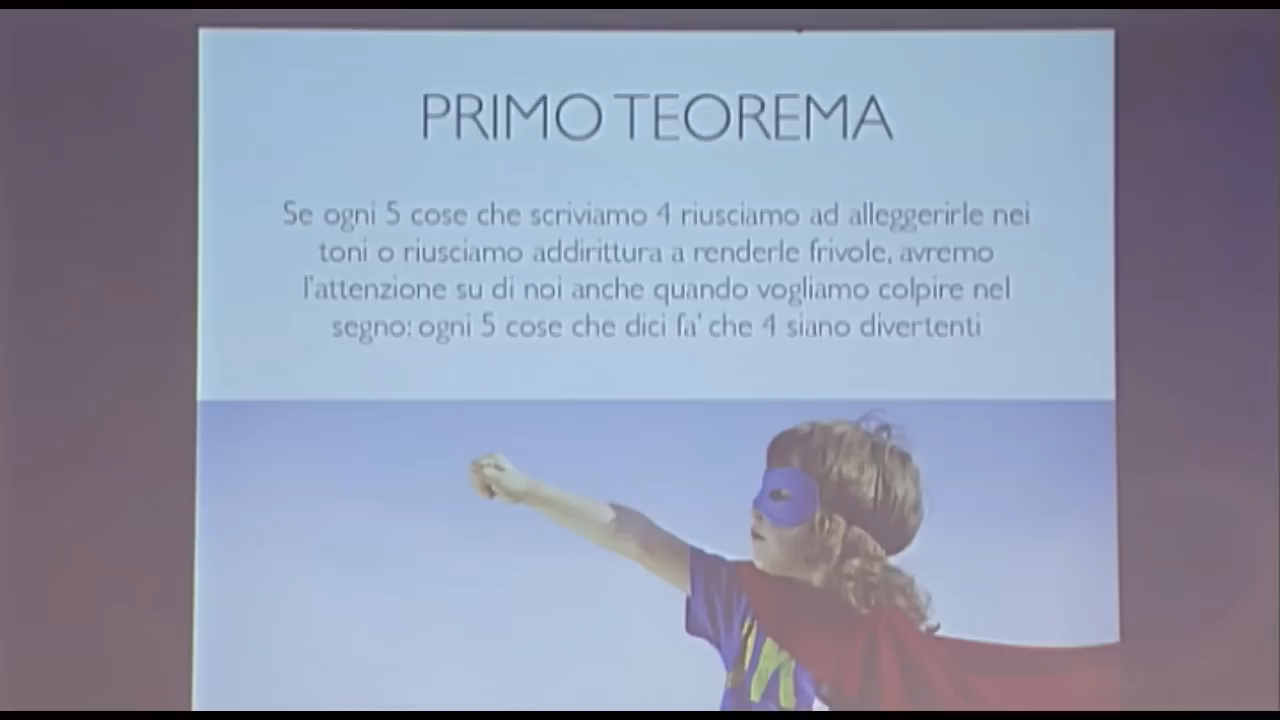 PRIMO TEOREMA
Se ogni 5 cose che scriviamo 4 riusciamo ad alleggerirle nei
toni o riusciamo addirittura a renderle frivole, avremo
l'attenzione su di noi anche quando vogliamo colpire nel
segno: ogni 5 cose che dici fa' che 4 siano divertenti